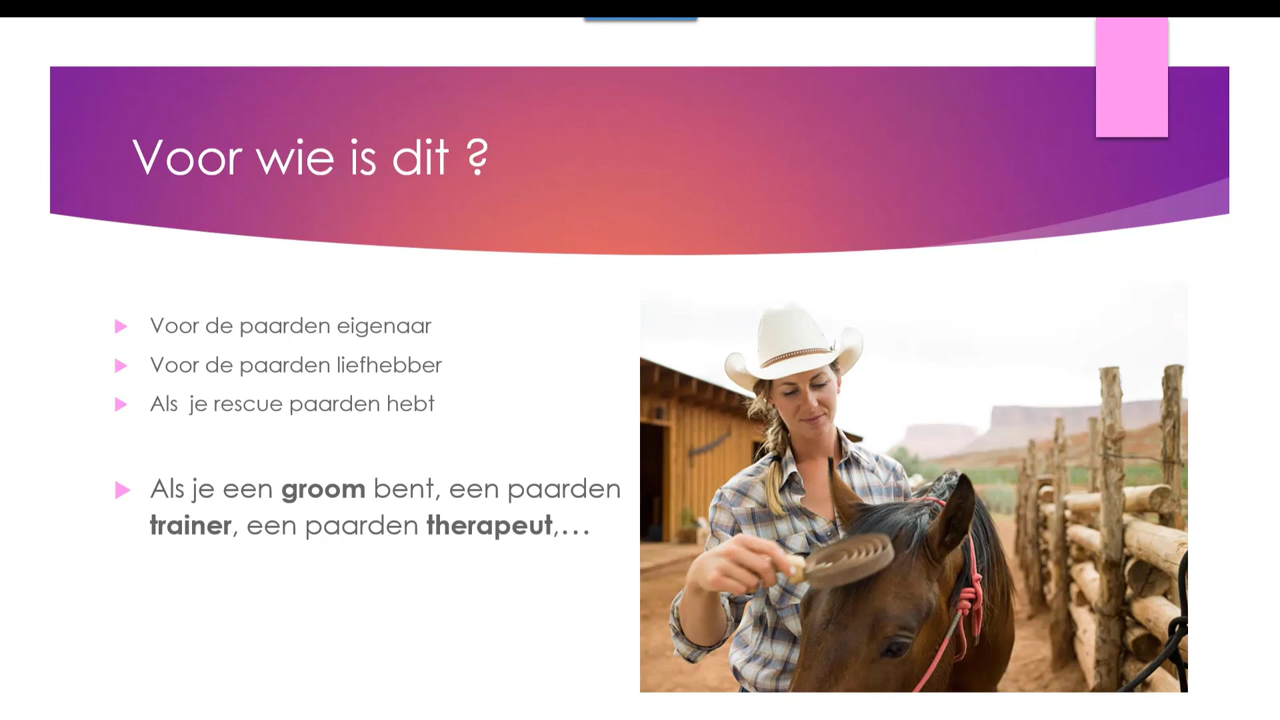 Voor wie is dit ?
Voor de paarden eigenaar
Voor de paarden liefhebber
Als  je rescue paarden hebt
Als je een groom bent, een paarden
trainer, een paarden therapeut,…